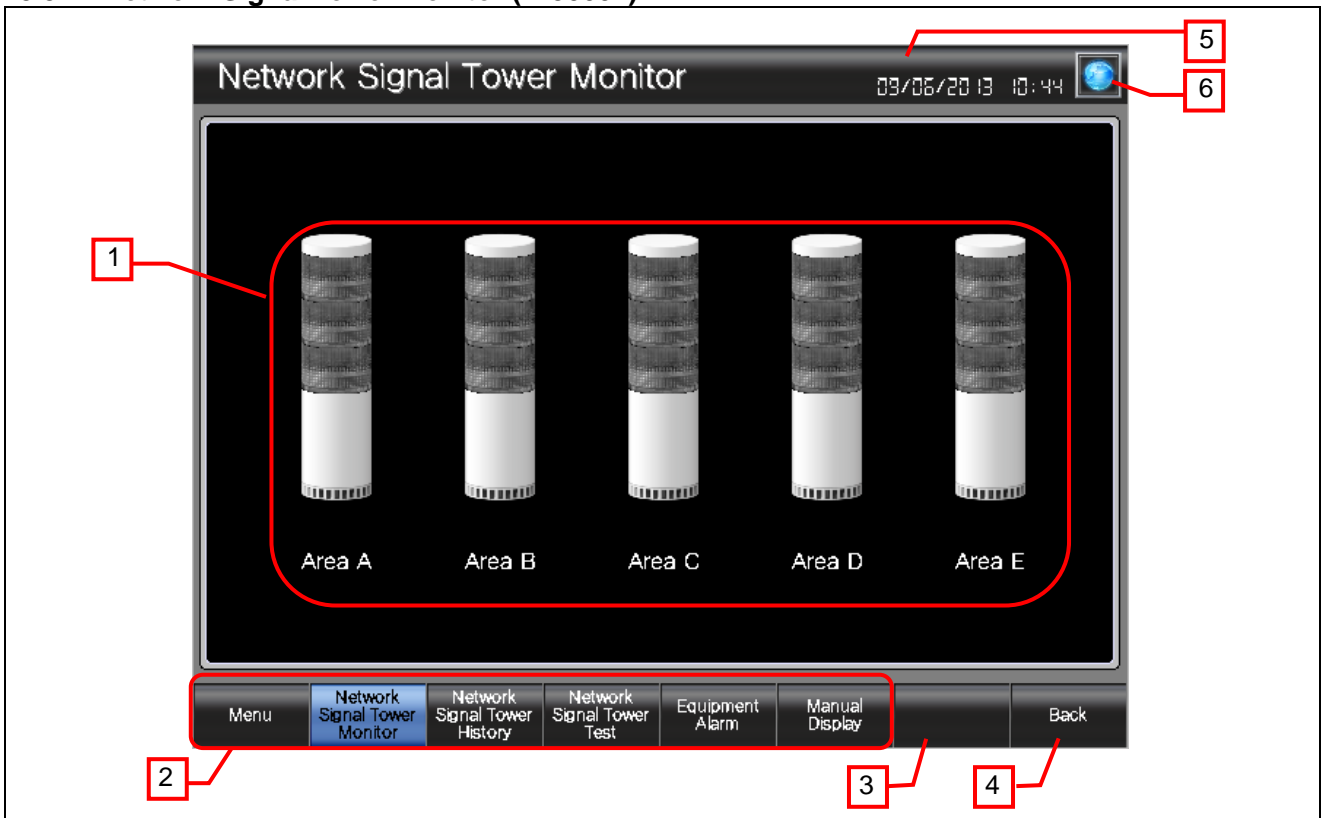 5
Network Signal Tower Monitor
09/06/2013 10:44
6
1
Area A
Area B
Area C
Area D
Area E
Menu
Network
Signal Tower
Monitor
Network
Signal Tower
History
Network
Signal Tower
Test
Equipment
Alarm
Manual
Display
Back
2
3
4